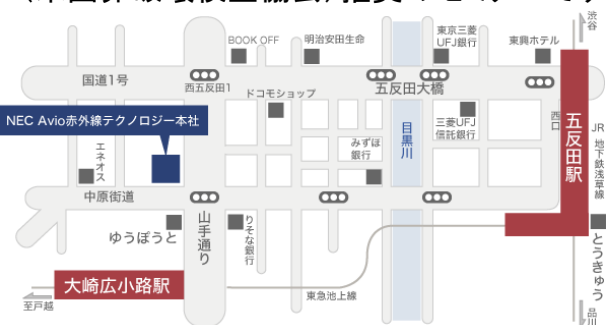 渋谷
BOOK OFF
明治安田生命
東京三菱
UFJ銀行
東興ホテル
国道1号
西五反田1
ドコモショップ
五反田大橋
NEC Avio赤外線テクノロジー本社
エネオス
みずほ
銀行
目黒川
三菱UFJ
信託銀行
西口
五反田駅
JR
地下鉄浅草線
中原街道
ゆうぽうと
山手通り
りそな銀行
とうきゅう
大崎広小路駅
東急池上線
至戸越
品川